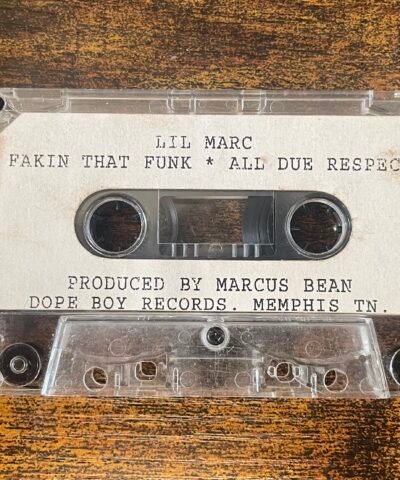 LIL MARC
FAKIN THAT FUNK * ALL DUE RESPEC
PRODUCED BY MARCUS BEAN
DOPE BOY RECORDS. MEMPHIS TN.